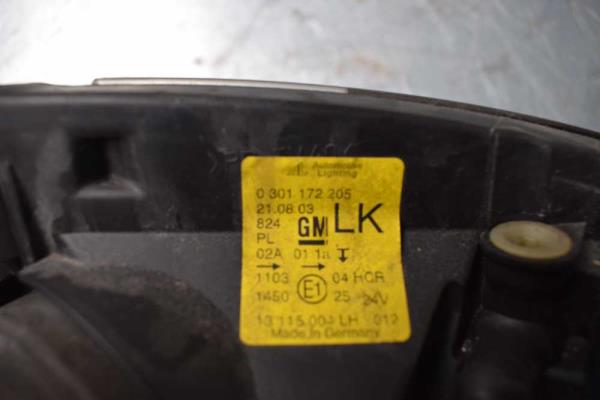 Automotive
Lighting
0 301 172 205
21.08.03
824 GM LK
PL
02A 01 1a
1103 04 HCR
1450 E1 25 24V
13 115 004 LH 012
Made in Germany